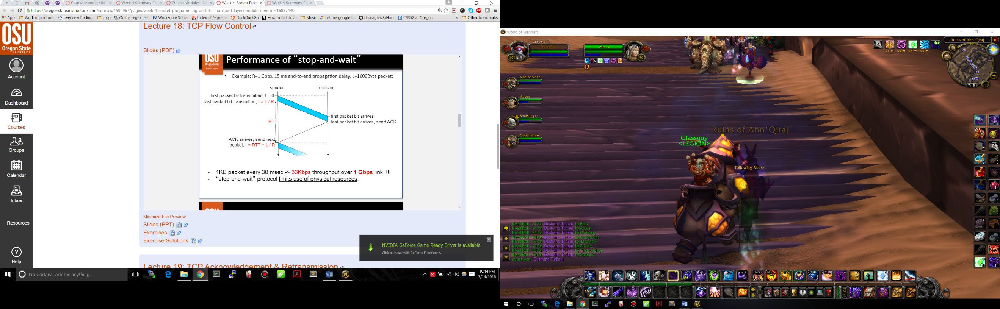 Course Modules: INT
Week 4 Summary Exe
Course Modules: INT
Week 4: Socket Prog
Week 4 Summary Exe
https://oregonstate.instructure.com/courses/1592967/pages/week-4-socket-programming-and-the-transport-layer?module_item_id=16857440
Apps
Work opportuniti
overview for lingr
crop
Online regex test
WorkForce Softw
Index of /~predo
DuckDuckGo
How to Talk to a
Music
Let me google th
duaraghav8/Hack
CS352 at Oregon
»
Other bookmarks
OSU
Oregon State
UNIVERSITY
Account
Dashboard
Courses
Groups
Calendar
Inbox
Resources
Help
Lecture 18: TCP Flow Control
Slides (PDF)
OSU
Oregon State
Performance of “stop-and-wait”
• Example: R=1 Gbps, 15 ms end-to-end propagation delay, L=1000Byte packet:
sender
receiver
first packet bit transmitted, t = 0
last packet bit transmitted, t = L / R
first packet bit arrives
RTT
last packet bit arrives, send ACK
ACK arrives, send next
packet, t = RTT + L / R
• 1KB packet every 30 msec -> 33Kbps throughput over 1 Gbps link !!!
• “stop-and-wait” protocol limits use of physical resources.
Minimize File Preview
Slides (PPT)
Exercises
Exercise Solutions
NVIDIA GeForce Game Ready Driver is available
Click to install with GeForce Experience.
Lecture 19: TCP Acknowledgement & Retransmission
I'm Cortana. Ask me anything.
10:14 PM
7/14/2016
World of Warcraft
Group 3
Bonchus
70
Abuss
70
25 m
54 m
54 m
54 m
Ruins of Ahn'Qiraj
N
7:15
Necropovian
Abuss
Soulslinger
Goocherino
Ruins of Ahn'Qiraj
Glassguy
<LEGION>
Following Abuss.
Need Roll - 77 for [Dustwind Turban] by Futn
Need Roll - 94 for [Dustwind Turban] by Abuss
Need Roll - 34 for [Dustwind Turban] by Glassguy
Need Roll - 88 for [Dustwind Turban] by Goocherino
Need Roll - 63 for [Dustwind Turban] by Tanatosik
Need Roll - 49 for [Dustwind Turban] by Silverx
Need Roll - 58 for [Dustwind Turban] by
Need Roll - 70 for [Dustwind Turban] by Satanbro
Abuss won: [Dustwind Turban]